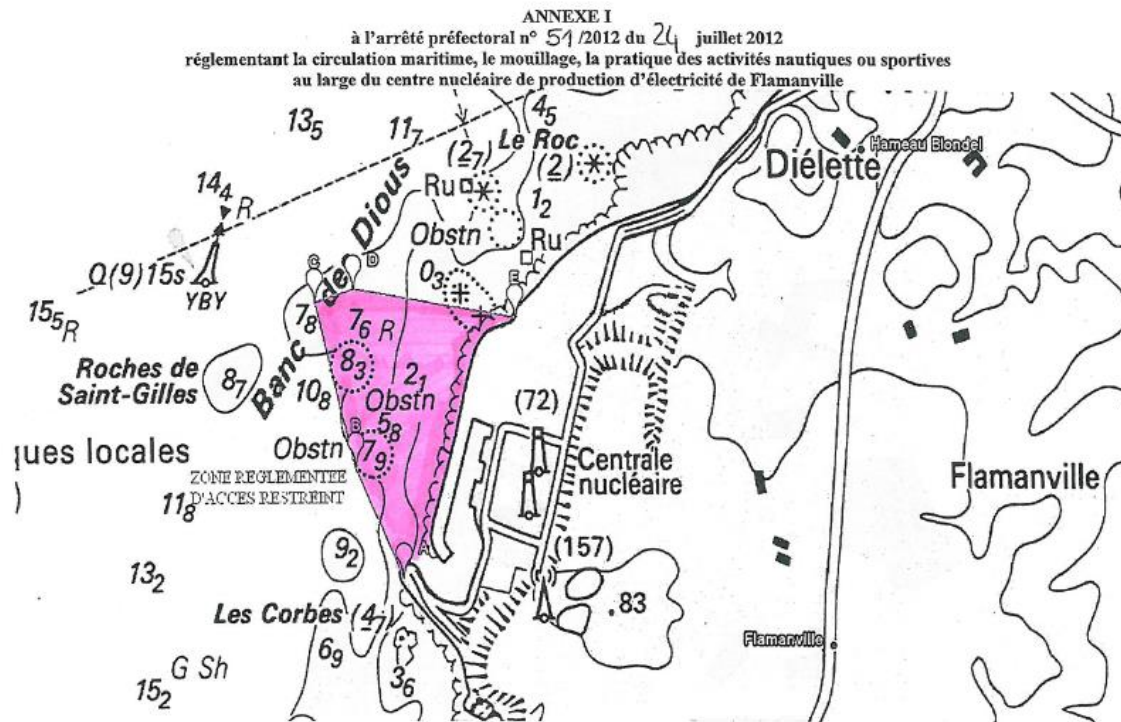 ANNEXE I
à l'arrêté préfectoral n° 51 /2012 du 24 juillet 2012
réglementant la circulation maritime, le mouillage, la pratique des activités nautiques ou sportives
au large du centre nucléaire de production d'électricité de Flamanville
13₅
11₇
4₅
(2₇)
Le Roc
(2)
Diélette
Hameau Blondel
14₄ R
Ru
1₂
Obstn
Ru
Q(9)15s
YBY
Banc de Dious
C
D
E
0₃
15₅ R
7₈
7₆ R
Roches de
Saint-Gilles
8₇
8₃
10₈
2₁
Obstn
5₈
(72)
B
7₉
Obstn
Centrale
nucléaire
Flamanville
ques locales
)
ZONE REGLEMENTEE
D'ACCES RESTREINT
11₈
A
9₂
(157)
13₂
83
Les Corbes (4₇)
Flamanville
6₉
G Sh
3₆
15₂